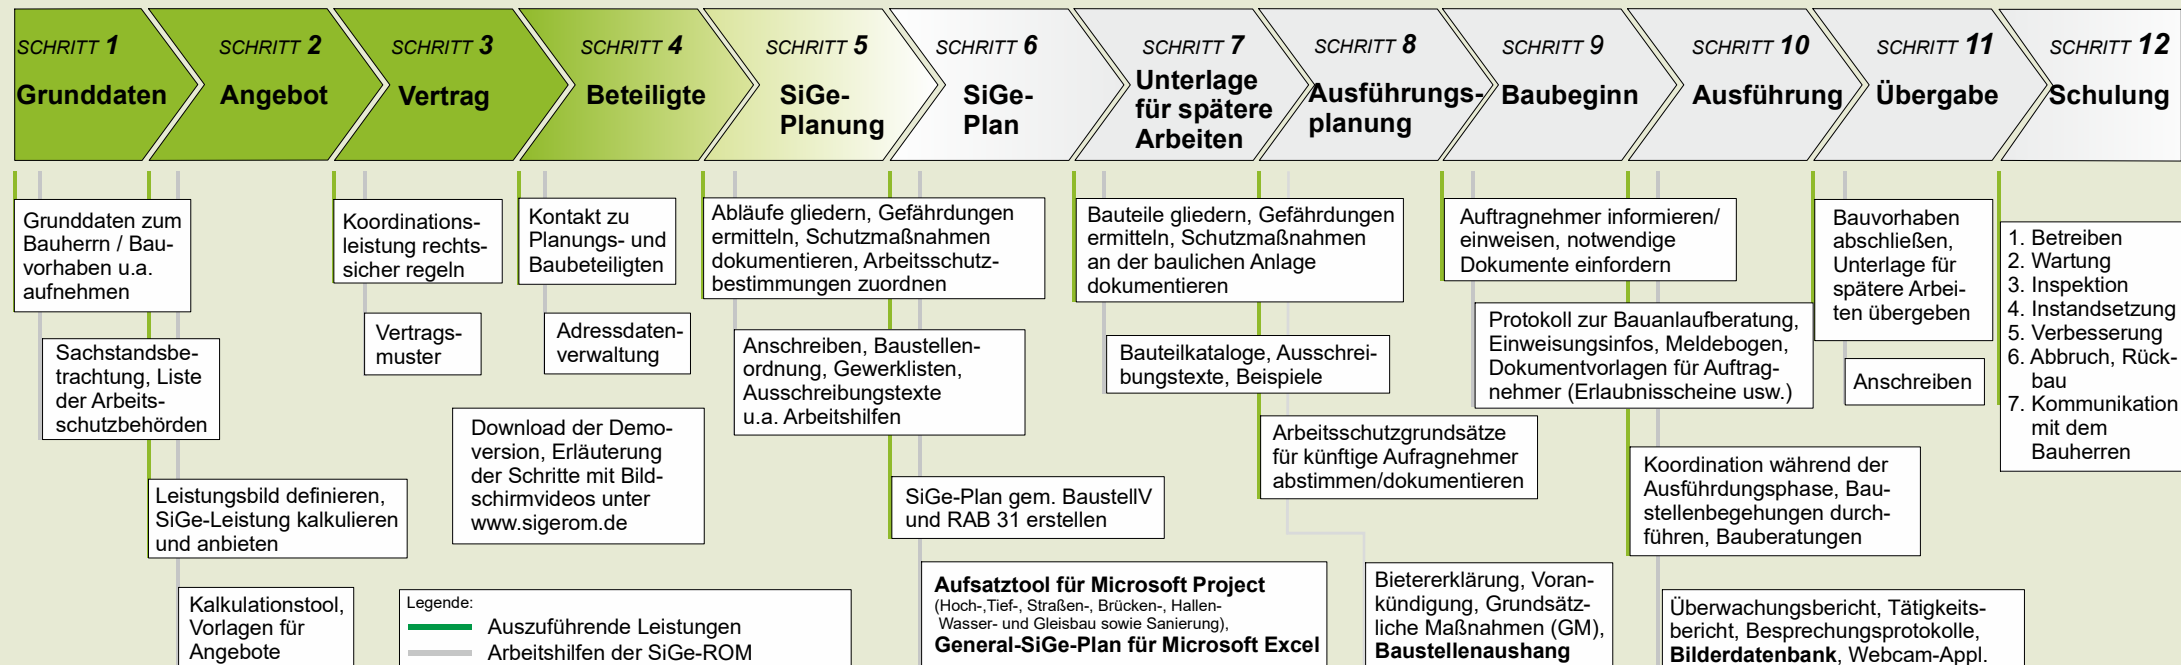 SCHRITT 1
Grunddaten
SCHRITT 2
Angebot
SCHRITT 3
Vertrag
SCHRITT 4
Beteiligte
SCHRITT 5
SiGe-
Planung
SCHRITT 6
SiGe-
Plan
SCHRITT 7
Unterlage
für spätere
Arbeiten
SCHRITT 8
Ausführungs-
planung
SCHRITT 9
Baubeginn
SCHRITT 10
Ausführung
SCHRITT 11
Übergabe
SCHRITT 12
Schulung
Grunddaten zum
Bauherrn / Bau-
vorhaben u.a.
aufnehmen
Sachstandsbe-
trachtung, Liste
der Arbeits-
schutzbehörden
Leistungsbild definieren,
SiGe-Leistung kalkulieren
und anbieten
Kalkulationstool,
Vorlagen für
Angebote
Koordinations-
leistung rechts-
sicher regeln
Vertrags-
muster
Kontakt zu
Planungs- und
Baubeteiligten
Adressdaten-
verwaltung
Download der Demo-
version, Erläuterung
der Schritte mit Bild-
schirmvideos unter
www.sigerom.de
Legende:
Auszuführende Leistungen
Arbeitshilfen der SiGe-ROM
Abläufe gliedern, Gefährdungen
ermitteln, Schutzmaßnahmen
dokumentieren, Arbeitsschutz-
bestimmungen zuordnen
Anschreiben, Baustellen-
ordnung, Gewerklisten,
Ausschreibungstexte
u.a. Arbeitshilfen
SiGe-Plan gem. BaustellV
und RAB 31 erstellen
Aufsatztool für Microsoft Project
(Hoch-,Tief-, Straßen-, Brücken-, Hallen-
Wasser- und Gleisbau sowie Sanierung),
General-SiGe-Plan für Microsoft Excel
Bauteile gliedern, Gefährdungen
ermitteln, Schutzmaßnahmen
an der baulichen Anlage
dokumentieren
Bauteilkataloge, Ausschrei-
bungstexte, Beispiele
Arbeitsschutzgrundsätze
für künftige Aufragnehmer
abstimmen/dokumentieren
Bietererklärung, Voran-
kündigung, Grundsätz-
liche Maßnahmen (GM),
Baustellenaushang
Auftragnehmer informieren/
einweisen, notwendige
Dokumente einfordern
Protokoll zur Bauanlaufberatung,
Einweisungsinfos, Meldebogen,
Dokumentvorlagen für Auftrag-
nehmer (Erlaubnisscheine usw.)
Koordination während der
Ausführdungsphase, Bau-
stellenbegehungen durch-
führen, Bauberatungen
Überwachungsbericht, Tätigkeits-
bericht, Besprechungsprotokolle,
Bilderdatenbank, Webcam-Appl.
Bauvorhaben
abschließen,
Unterlage für
spätere Arbei-
ten übergeben
Anschreiben
1. Betreiben
2. Wartung
3. Inspektion
4. Instandsetzung
5. Verbesserung
6. Abbruch, Rück-
bau
7. Kommunikation
mit dem
Bauherren